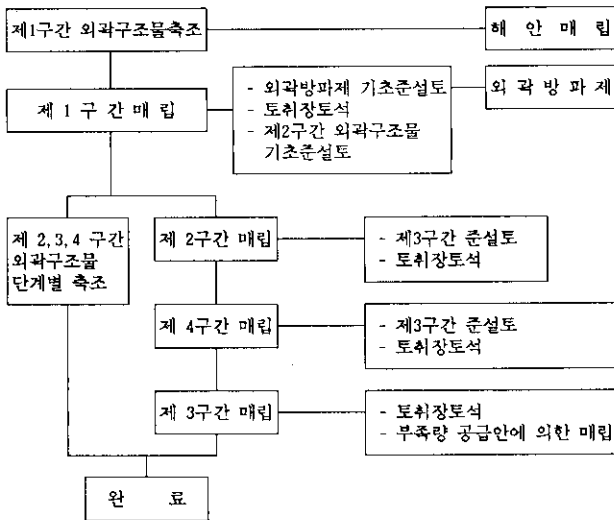 제1구간 외곽구조물축조
해 안 매 립
제 1 구 간 매 립
- 외곽방파제 기초준설토
- 토취장토석
- 제2구간 외곽구조물
기초준설토
외 곽 방 파 제
제 2,3,4 구간
외곽구조물
단계별 축조
제 2구간 매립
- 제3구간 준설토
- 토취장토석
제 4구간 매립
- 제3구간 준설토
- 토취장토석
제 3구간 매립
- 토취장토석
- 부족량 공급안에 의한 매립
완 료